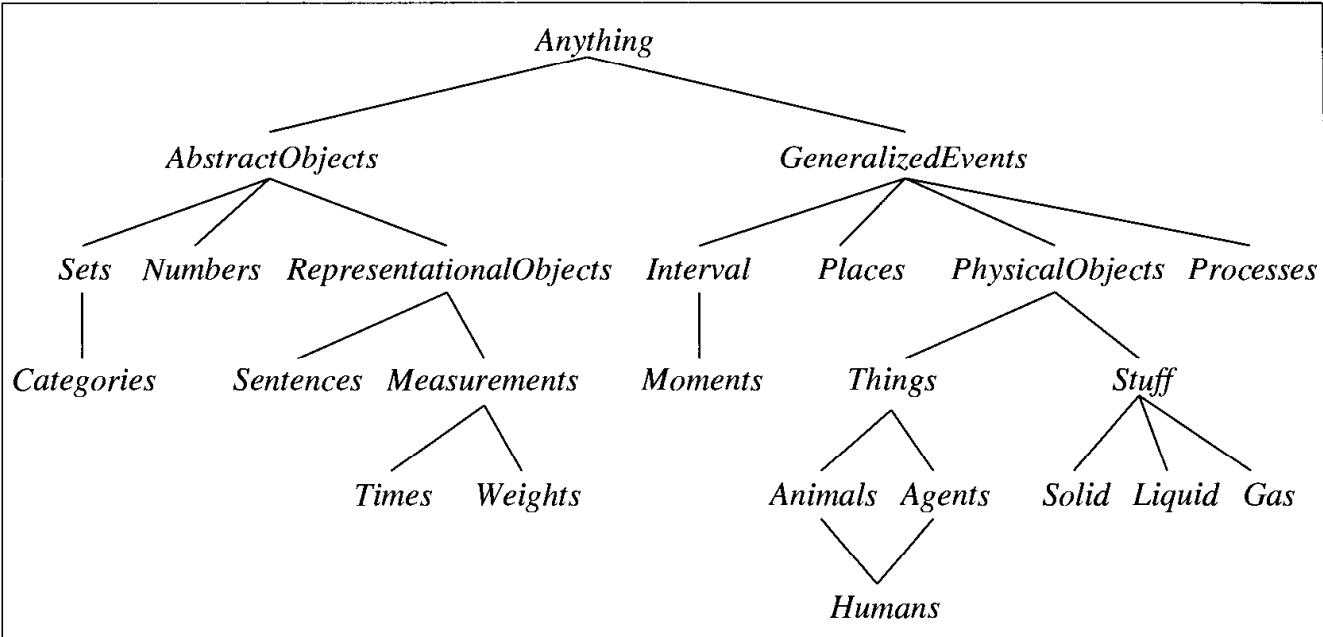 Anything
AbstractObjects GeneralizedEvents
Sets Numbers RepresentationalObjects Interval Places PhysicalObjects Processes
Categories Sentences Measurements Moments Things Stuff
Times Weights Animals Agents Solid Liquid Gas
Humans